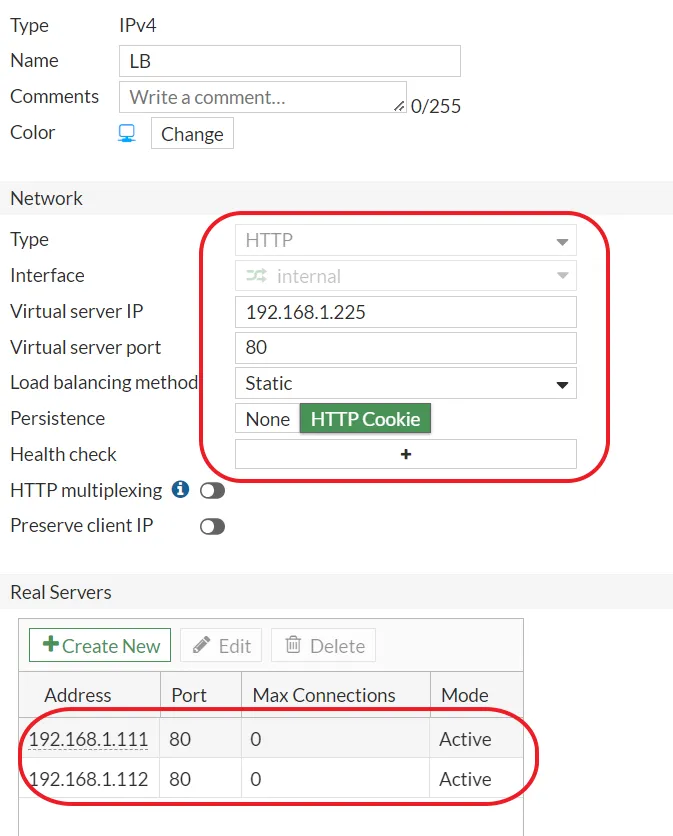 Type IPv4
Name LB
Comments Write a comment... 0/255
Color Change
Network
Type HTTP
Interface internal
Virtual server IP 192.168.1.225
Virtual server port 80
Load balancing method Static
Persistence None HTTP Cookie
Health check +
HTTP multiplexing
Preserve client IP
Real Servers
+ Create New Edit Delete
Address Port Max Connections Mode
192.168.1.111 80 0 Active
192.168.1.112 80 0 Active